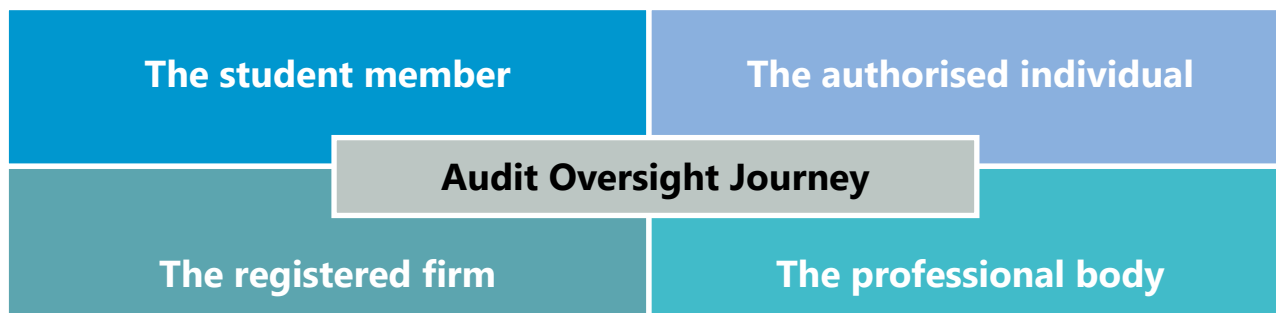 The student member
The authorised individual
Audit Oversight Journey
The registered firm
The professional body